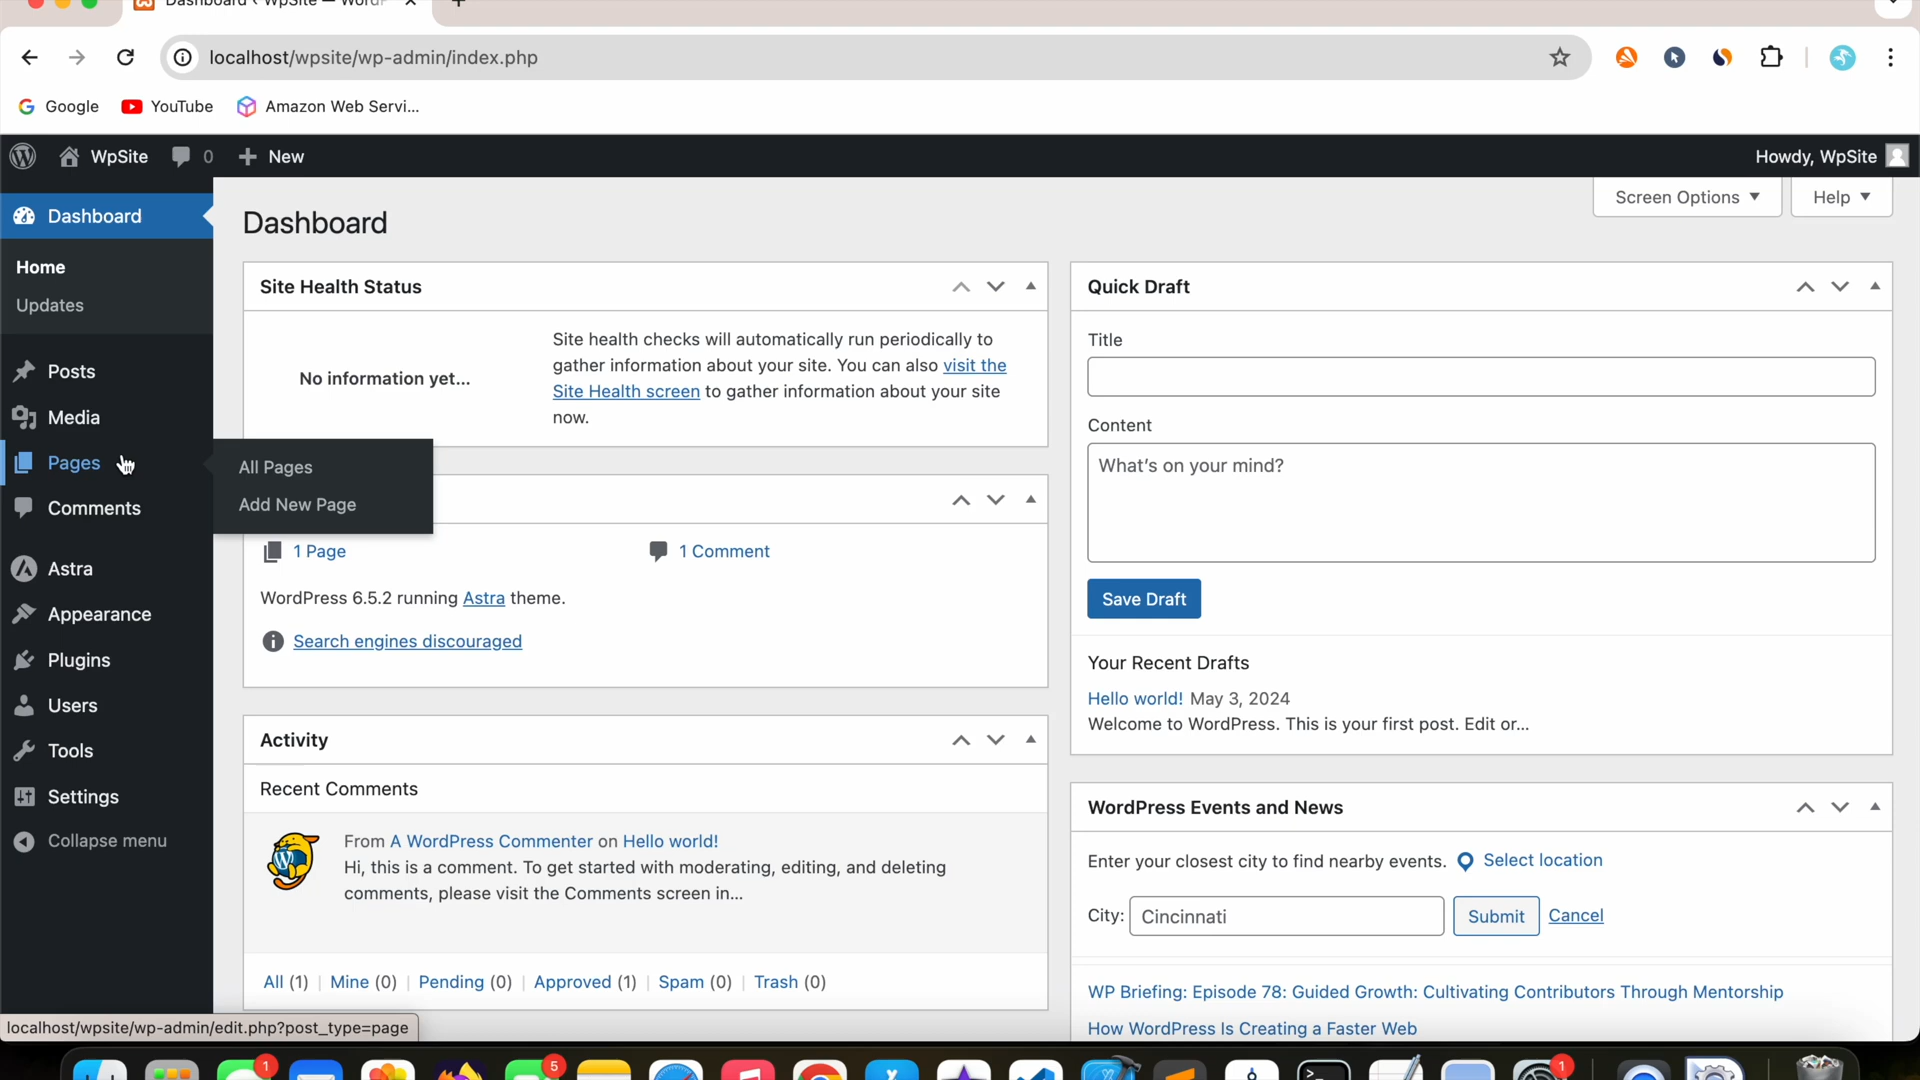 Dashboard ‹ WpSite — WordP
localhost/wpsite/wp-admin/index.php
Google
YouTube
Amazon Web Servi...
WpSite
0
New
Howdy, WpSite
Dashboard
Home
Updates
Posts
Media
Pages
Comments
Astra
Appearance
Plugins
Users
Tools
Settings
Collapse menu
All Pages
Add New Page
Screen Options
Help
Dashboard
Site Health Status
No information yet...
Site health checks will automatically run periodically to
gather information about your site. You can also visit the
Site Health screen to gather information about your site
now.
1 Page
1 Comment
WordPress 6.5.2 running Astra theme.
Search engines discouraged
Activity
Recent Comments
From A WordPress Commenter on Hello world!
Hi, this is a comment. To get started with moderating, editing, and deleting
comments, please visit the Comments screen in...
All (1) | Mine (0) | Pending (0) | Approved (1) | Spam (0) | Trash (0)
Quick Draft
Title
Content
What's on your mind?
Save Draft
Your Recent Drafts
Hello world! May 3, 2024
Welcome to WordPress. This is your first post. Edit or...
WordPress Events and News
Enter your closest city to find nearby events. Select location
City: Cincinnati Submit Cancel
WP Briefing: Episode 78: Guided Growth: Cultivating Contributors Through Mentorship
How WordPress Is Creating a Faster Web
localhost/wpsite/wp-admin/edit.php?post_type=page
1
5
1